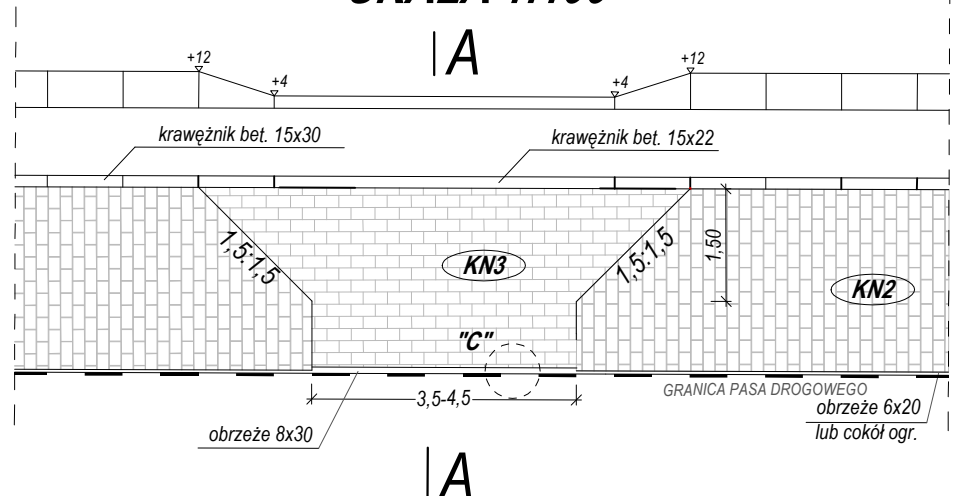 A
+12
+4
+4
+12
krawężnik bet. 15x30
krawężnik bet. 15x22
1,5:1,5
KN3
1,5:1,5
1,50
KN2
"C"
3,5-4,5
GRANICA PASA DROGOWEGO
obrzeże 8x30
obrzeże 6x20
lub cokół ogr.
A